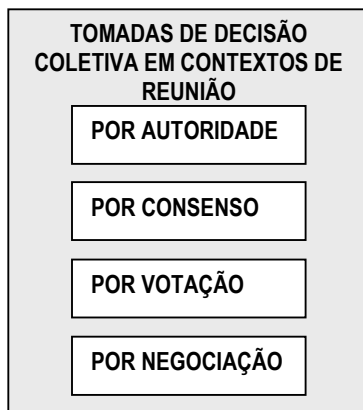 TOMADAS DE DECISÃO
COLETIVA EM CONTEXTOS DE
REUNIÃO
POR AUTORIDADE
POR CONSENSO
POR VOTAÇÃO
POR NEGOCIAÇÃO